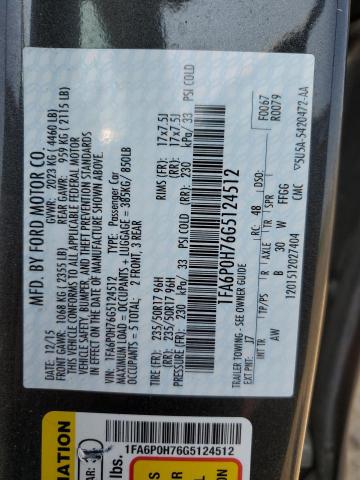 MFD. BY FORD MOTOR CO.
12/15 GVWR: 2023 KG / 4460 LB)
FRONT GAWR: 1068 KG (2355 LB) REAR GAWR: 959 KG (2115 LB)
THIS VEHICLE CONFORMS TO ALL APPLICABLE FEDERAL MOTOR
VEHICLE SAFETY, BUMPER, AND THEFT PREVENTION STANDARDS
IN EFFECT ON THE DATE OF MANUFACTURE SHOWN ABOVE.
VIN: 1FA6P0H76G5124512 TYPE: Passenger Car
MAXIMUM LOAD= OCCUPANTS + LUGGAGE = 385KG/ 850LB
OCCUPANTS = 5 TOTAL: 2 FRONT, 3 REAR
TIRE (FR) 235/50R17 96H RIMS (FR) 17x7.5J
(RR) 235/50R17 96H (RR) 17x7.5J
PRESSURE (FR) 230 kPa/ 33 PSI COLD (RR) 230 kPa/ 33 PSI COLD
1FA6P0H76G5124512
TRAILER TOWING - SEE OWNER GUIDE F0067
R0079
EXT PNT: J7 RC: 48 DSO:
INT TR TP/PS R AXLE TR SPR
AW B 30 W FFGG
1201512027404 CMC
5U5A-5420472-AA
1FA6P0H76G5124512
MATION
lbs.